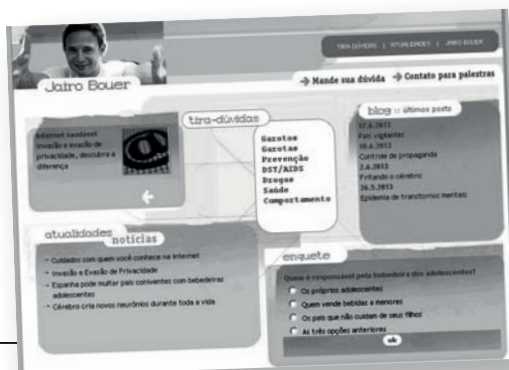 TIRA-DÚVIDAS | ATUALIDADES | JAIRO BOUER
Jairo Bouer
Mande sua dúvida
Contato para palestras
Internet saudável
Invasão e evasão de
privacidade, descubra a
diferença
tira-dúvidas
Garotos
Garotas
Prevenção
DST/AIDS
Drogas
Saúde
Comportamento
blog :: últimos posts
17.6.2013
Pais vigilantes
10.6.2013
Controle de propaganda
2.6.2013
Fritando o cérebro
26.5.2013
Epidemia de transtornos mentais
atualidades
notícias
Cuidados com quem você conhece na internet
Invasão e Evasão de Privacidade
Espanha pode multar pais coniventes com bebedeiras
adolescentes
Cérebro cria novos neurônios durante toda a vida
enquete
Quem é responsável pela bebedeira dos adolescentes?
Os próprios adolescentes
Quem vende bebidas a menores
Os pais que não cuidam de seus filhos
As três opções anteriores
ok